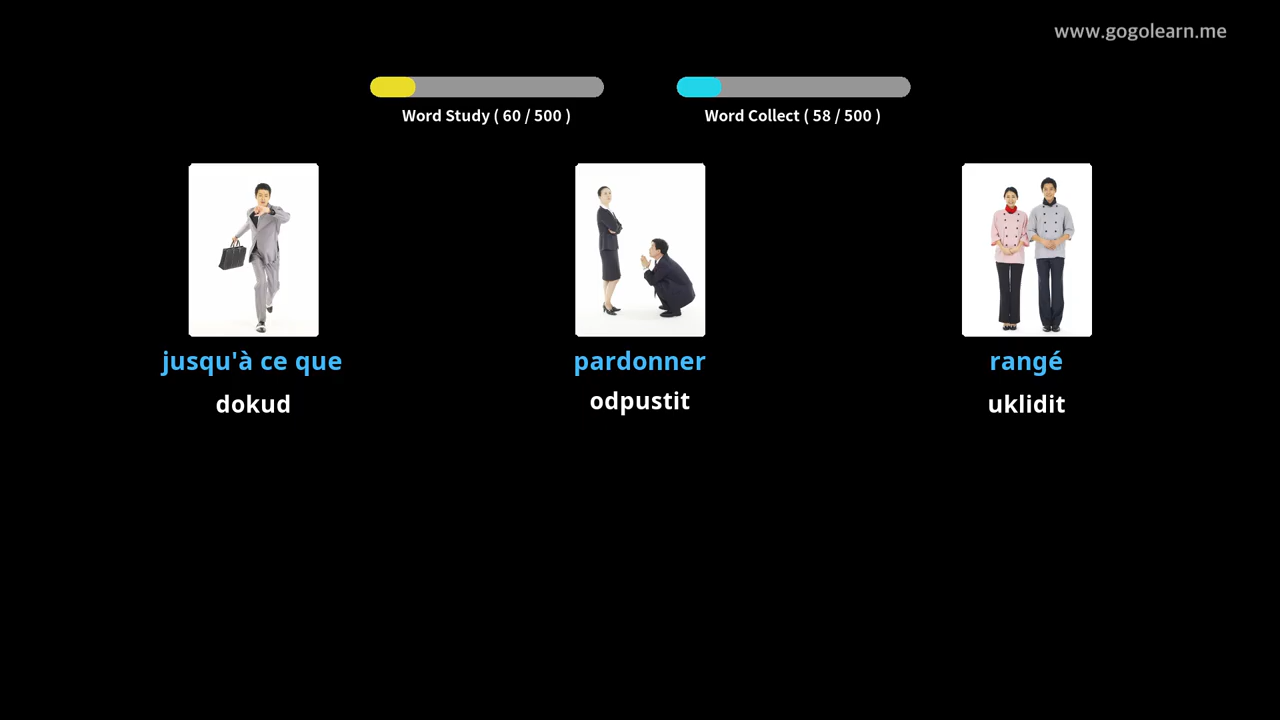 www.gogolearn.me
Word Study ( 60 / 500 )
Word Collect ( 58 / 500 )
jusqu'à ce que
dokud
pardonner
odpustit
rangé
uklidit